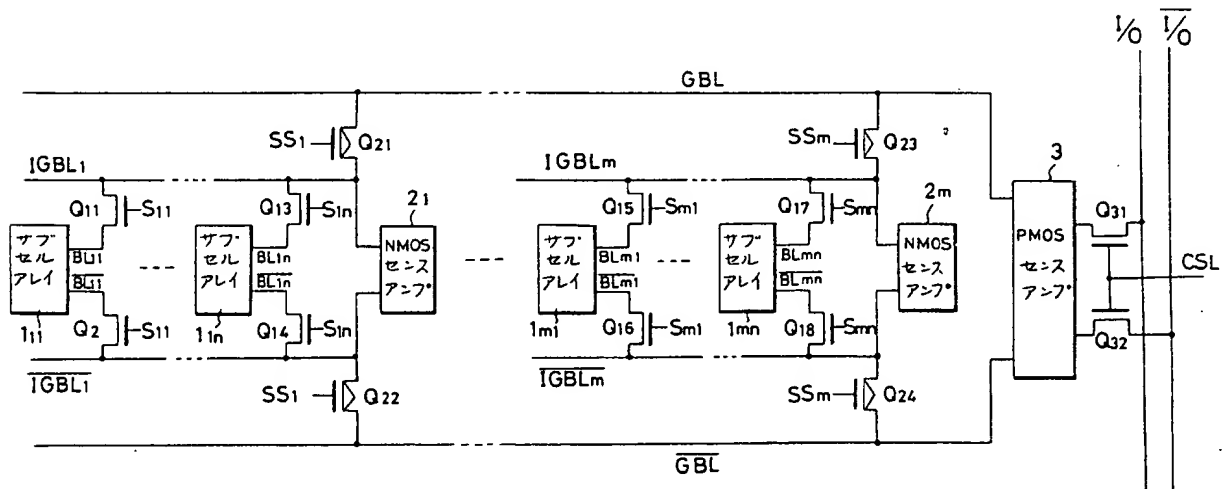 I/O
I/O
GBL
SS1
Q21
SSm
Q23
IGBL1
IGBLm
3
Q11
S11
Q13
S1n
21
Q15
Sm1
Q17
Smn
2m
Q31
サブ
セル
アレイ
BL11
BL11
サブ
セル
アレイ
BL1n
BL1n
NMOS
センス
アンプ
サブ
セル
アレイ
BLm1
BLm1
サブ
セル
アレイ
BLmn
BLmn
NMOS
センス
アンプ
PMOS
センス
アンプ
CSL
111
Q2
S11
11n
Q14
S1n
1m1
Q16
Sm1
1mn
Q18
Smn
Q32
IGBL1
IGBLm
SS1
Q22
SSm
Q24
GBL